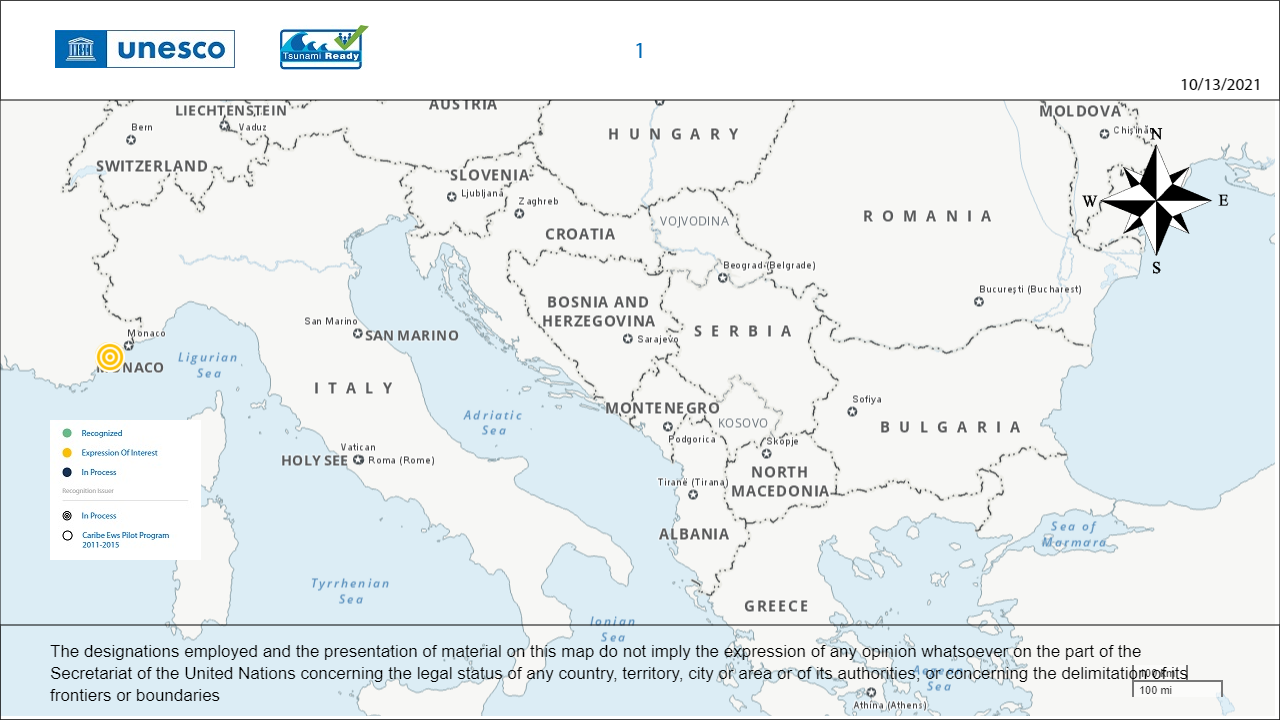 unesco
Tsunami Ready
1
10/13/2021
LIECHTENSTEIN
AUSTRIA
MOLDOVA
Bern
Vaduz
HUNGARY
N
SWITZERLAND
SLOVENIA
Ljubljana
Zaghreb
W
E
VOJVODINA
ROMANIA
CROATIA
Beograd (Belgrade)
S
București (Bucharest)
BOSNIA AND
HERZEGOVINA
San Marino
SAN MARINO
SERBIA
Monaco
Sarajevo
Ligurian
Sea
ITALY
MONTENEGRO
Sofiya
Adriatic
Sea
KOSOVO
BULGARIA
Podgorica
Skopje
Vatican
HOLY SEE
Roma (Rome)
NORTH
MACEDONIA
Tiranë (Tirana)
Recognized
Expression Of Interest
In Process
Recognition Issuer
In Process
Caribe Ews Pilot Program
2011-2015
ALBANIA
Sea of
Marmara
Tyrrhenian
Sea
GREECE
Ionian
Sea
The designations employed and the presentation of material on this map do not imply the expression of any opinion whatsoever on the part of the
Secretariat of the United Nations concerning the legal status of any country, territory, city or area or of its authorities, or concerning the delimitation of its
frontiers or boundaries
Aegean
Sea
100 mi
Athína (Athens)